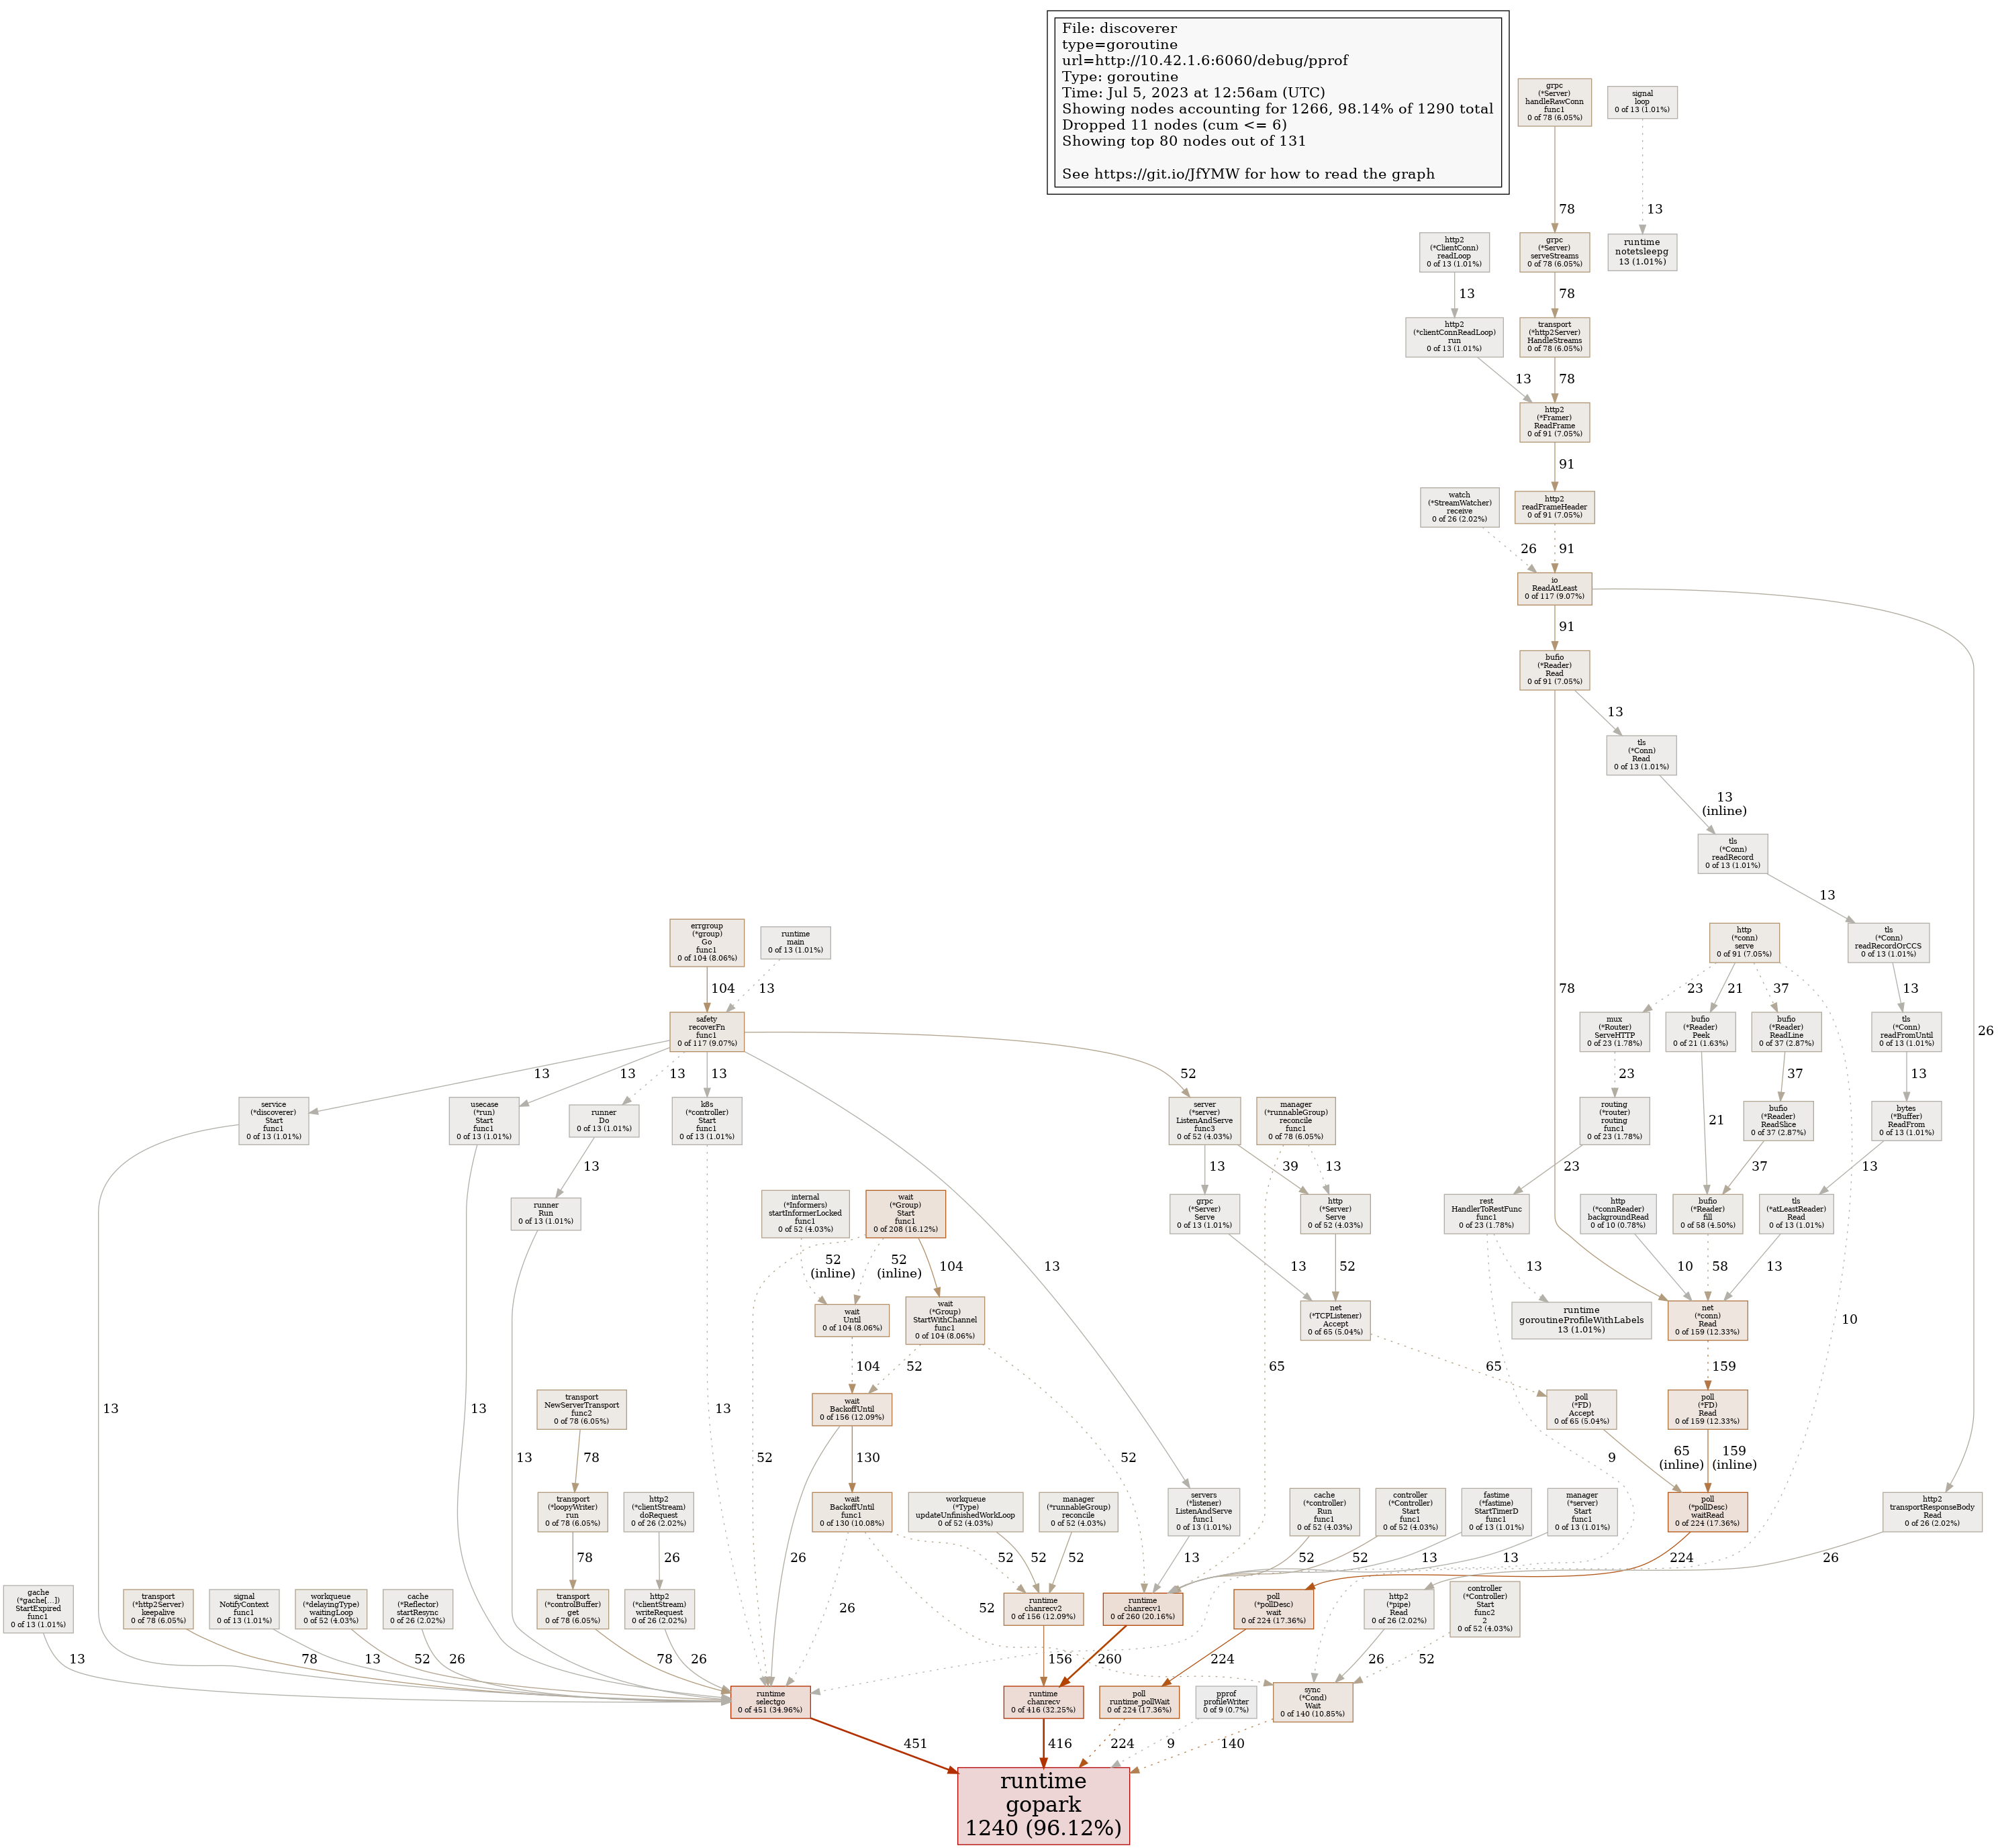 File: discoverer
type=goroutine
url=http://10.42.1.6:6060/debug/pprof
Type: goroutine
Time: Jul 5, 2023 at 12:56am (UTC)
Showing nodes accounting for 1266, 98.14% of 1290 total
Dropped 11 nodes (cum <= 6)
Showing top 80 nodes out of 131
See https://git.io/JfYMW for how to read the graph
grpc
(*Server)
handleRawConn
func1
0 of 78 (6.05%)
signal
loop
0 of 13 (1.01%)
78
13
http2
(*ClientConn)
readLoop
0 of 13 (1.01%)
grpc
(*Server)
serveStreams
0 of 78 (6.05%)
runtime
notetsleepg
13 (1.01%)
13
78
http2
(*clientConnReadLoop)
run
0 of 13 (1.01%)
transport
(*http2Server)
HandleStreams
0 of 78 (6.05%)
13
78
http2
(*Framer)
ReadFrame
0 of 91 (7.05%)
91
watch
(*StreamWatcher)
receive
0 of 26 (2.02%)
http2
readFrameHeader
0 of 91 (7.05%)
26
91
io
ReadAtLeast
0 of 117 (9.07%)
91
bufio
(*Reader)
Read
0 of 91 (7.05%)
13
tls
(*Conn)
Read
0 of 13 (1.01%)
13
(inline)
tls
(*Conn)
readRecord
0 of 13 (1.01%)
13
errgroup
(*group)
Go
func1
0 of 104 (8.06%)
runtime
main
0 of 13 (1.01%)
http
(*conn)
serve
0 of 91 (7.05%)
tls
(*Conn)
readRecordOrCCS
0 of 13 (1.01%)
104
13
78
23
21
37
13
26
safety
recoverFn
func1
0 of 117 (9.07%)
mux
(*Router)
ServeHTTP
0 of 23 (1.78%)
bufio
(*Reader)
Peek
0 of 21 (1.63%)
bufio
(*Reader)
ReadLine
0 of 37 (2.87%)
tls
(*Conn)
readFromUntil
0 of 13 (1.01%)
13
13
13
13
52
23
37
13
service
(*discoverer)
Start
func1
0 of 13 (1.01%)
usecase
(*run)
Start
func1
0 of 13 (1.01%)
runner
Do
0 of 13 (1.01%)
k8s
(*controller)
Start
func1
0 of 13 (1.01%)
server
(*server)
ListenAndServe
func3
0 of 52 (4.03%)
manager
(*runnableGroup)
reconcile
func1
0 of 78 (6.05%)
routing
(*router)
routing
func1
0 of 23 (1.78%)
bufio
(*Reader)
ReadSlice
0 of 37 (2.87%)
bytes
(*Buffer)
ReadFrom
0 of 13 (1.01%)
13
13
39
13
23
21
37
13
runner
Run
0 of 13 (1.01%)
internal
(*Informers)
startInformerLocked
func1
0 of 52 (4.03%)
wait
(*Group)
Start
func1
0 of 208 (16.12%)
grpc
(*Server)
Serve
0 of 13 (1.01%)
http
(*Server)
Serve
0 of 52 (4.03%)
rest
HandlerToRestFunc
func1
0 of 23 (1.78%)
http
(*connReader)
backgroundRead
0 of 10 (0.78%)
bufio
(*Reader)
fill
0 of 58 (4.50%)
tls
(*atLeastReader)
Read
0 of 13 (1.01%)
52
(inline)
52
(inline)
104
13
13
52
13
10
58
13
wait
Until
0 of 104 (8.06%)
wait
(*Group)
StartWithChannel
func1
0 of 104 (8.06%)
net
(*TCPListener)
Accept
0 of 65 (5.04%)
runtime
goroutineProfileWithLabels
13 (1.01%)
net
(*conn)
Read
0 of 159 (12.33%)
10
104
52
65
65
159
transport
NewServerTransport
func2
0 of 78 (6.05%)
wait
BackoffUntil
0 of 156 (12.09%)
poll
(*FD)
Accept
0 of 65 (5.04%)
poll
(*FD)
Read
0 of 159 (12.33%)
13
13
13
78
13
52
130
52
9
65
(inline)
159
(inline)
transport
(*loopyWriter)
run
0 of 78 (6.05%)
http2
(*clientStream)
doRequest
0 of 26 (2.02%)
wait
BackoffUntil
func1
0 of 130 (10.08%)
workqueue
(*Type)
updateUnfinishedWorkLoop
0 of 52 (4.03%)
manager
(*runnableGroup)
reconcile
0 of 52 (4.03%)
servers
(*listener)
ListenAndServe
func1
0 of 13 (1.01%)
cache
(*controller)
Run
func1
0 of 52 (4.03%)
controller
(*Controller)
Start
func1
0 of 52 (4.03%)
fastime
(*fastime)
StartTimerD
func1
0 of 13 (1.01%)
manager
(*server)
Start
func1
0 of 13 (1.01%)
poll
(*pollDesc)
waitRead
0 of 224 (17.36%)
http2
transportResponseBody
Read
0 of 26 (2.02%)
78
26
26
52
52
52
13
52
52
13
13
224
26
gache
(*gache[...])
StartExpired
func1
0 of 13 (1.01%)
transport
(*http2Server)
keepalive
0 of 78 (6.05%)
signal
NotifyContext
func1
0 of 13 (1.01%)
workqueue
(*delayingType)
waitingLoop
0 of 52 (4.03%)
cache
(*Reflector)
startResync
0 of 26 (2.02%)
transport
(*controlBuffer)
get
0 of 78 (6.05%)
http2
(*clientStream)
writeRequest
0 of 26 (2.02%)
runtime
chanrecv2
0 of 156 (12.09%)
runtime
chanrecv1
0 of 260 (20.16%)
poll
(*pollDesc)
wait
0 of 224 (17.36%)
http2
(*pipe)
Read
0 of 26 (2.02%)
controller
(*Controller)
Start
func2
2
0 of 52 (4.03%)
26
52
13
78
13
52
26
78
26
156
260
224
26
52
runtime
selectgo
0 of 451 (34.96%)
runtime
chanrecv
0 of 416 (32.25%)
poll
runtime_pollWait
0 of 224 (17.36%)
pprof
profileWriter
0 of 9 (0.7%)
sync
(*Cond)
Wait
0 of 140 (10.85%)
451
416
224
9
140
runtime
gopark
1240 (96.12%)